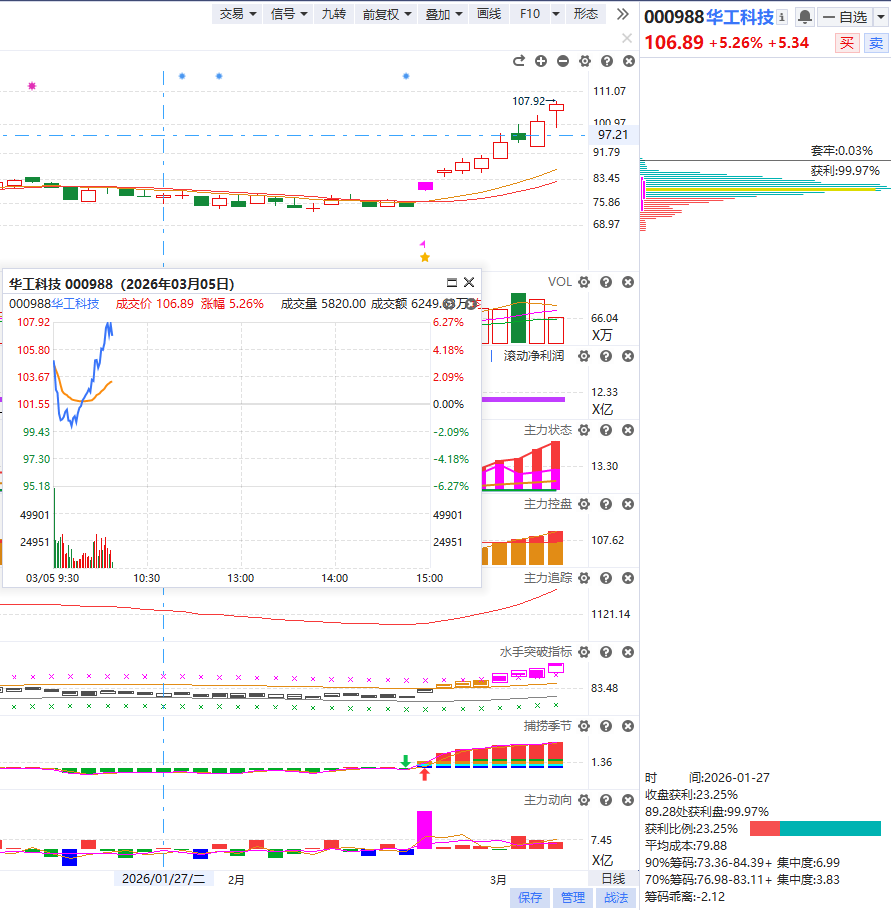 交易 信号 九转 前复权 叠加 画线 F10 形态
000988 华工科技 自选
106.89 +5.26% +5.34 买 卖
107.92
111.07
100.97
97.21
91.79
83.45
75.86
68.97
套牢:0.03%
获利:99.97%
华工科技 000988（2026年03月05日）
000988华工科技 成交价 106.89 涨幅 5.26% 成交量 5820.00 成交额 6249.
107.92 6.27%
105.80 4.18%
103.67 2.09%
101.55 0.00%
99.43 -2.09%
97.30 -4.18%
95.18 -6.27%
49901 49901
24951 24951
03/05 9:30 10:30 13:00 14:00 15:00
VOL
66.04
X万
滚动净利润
12.33
X亿
主力状态
13.30
主力控盘
107.62
主力追踪
1121.14
水手突破指标
83.48
捕捞季节
1.36
主力动向
7.45
X亿
2026/01/27/二 2月 3月 日线
保存 管理 战法
时 间:2026-01-27
收盘获利:23.25%
89.28处获利盘:99.97%
获利比例:23.25%
平均成本:79.88
90%筹码:73.36-84.39+ 集中度:6.99
70%筹码:76.98-83.11+ 集中度:3.83
筹码乖离:-2.12